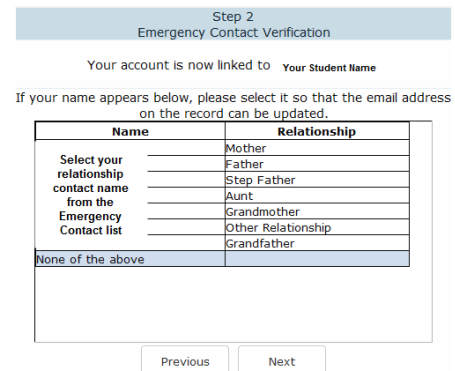 Step 2
Emergency Contact Verification
Your account is now linked to Your Student Name
If your name appears below, please select it so that the email address
on the record can be updated.
Name Relationship
Select your
relationship
contact name
from the
Emergency
Contact list
Mother
Father
Step Father
Aunt
Grandmother
Other Relationship
Grandfather
None of the above
Previous Next